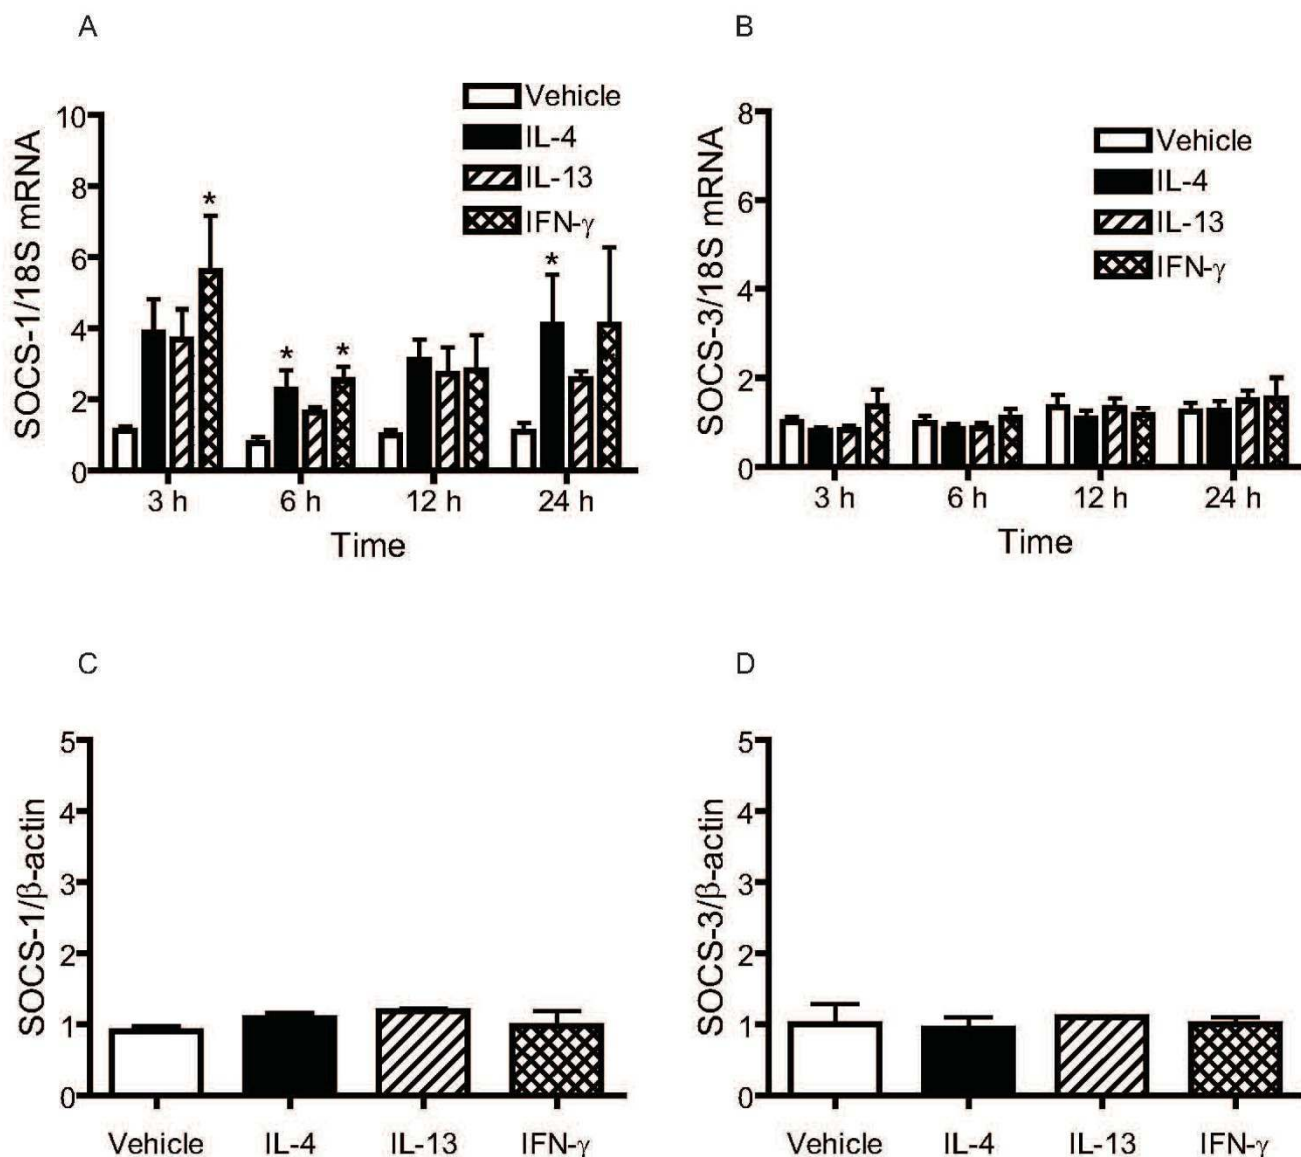 A
SOCS-1/18S mRNA
10
8
6
4
2
0
Vehicle
IL-4
IL-13
IFN-γ
*
*
*
*
3 h 6 h 12 h 24 h
Time
B
SOCS-3/18S mRNA
8
6
4
2
0
Vehicle
IL-4
IL-13
IFN-γ
3 h 6 h 12 h 24 h
Time
C
SOCS-1/β-actin
5
4
3
2
1
0
Vehicle IL-4 IL-13 IFN-γ
D
SOCS-3/β-actin
5
4
3
2
1
0
Vehicle IL-4 IL-13 IFN-γ